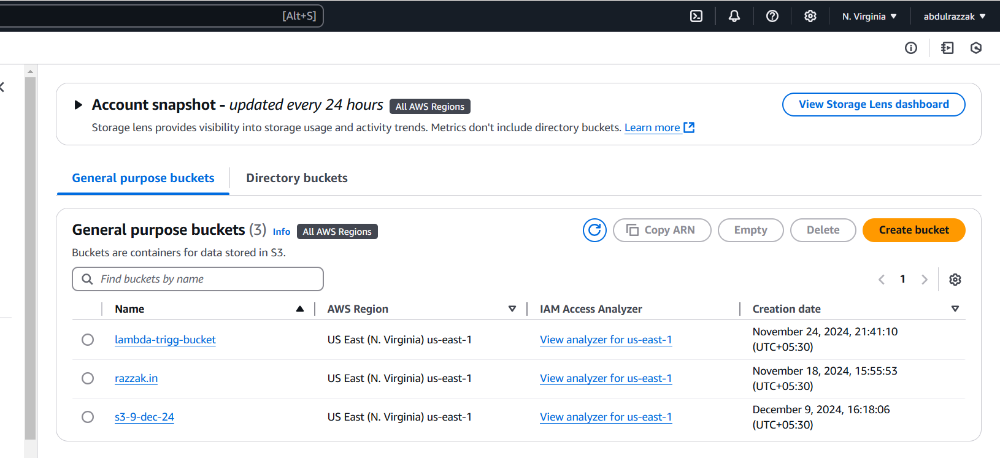 [Alt+S]
N. Virginia
abdulrazzak
Account snapshot - updated every 24 hours
All AWS Regions
View Storage Lens dashboard
Storage lens provides visibility into storage usage and activity trends. Metrics don't include directory buckets. Learn more
General purpose buckets
Directory buckets
General purpose buckets (3)
Info
All AWS Regions
Copy ARN
Empty
Delete
Create bucket
Buckets are containers for data stored in S3.
Find buckets by name
1
Name
AWS Region
IAM Access Analyzer
Creation date
lambda-trigg-bucket
US East (N. Virginia) us-east-1
View analyzer for us-east-1
November 24, 2024, 21:41:10
(UTC+05:30)
razzak.in
US East (N. Virginia) us-east-1
View analyzer for us-east-1
November 18, 2024, 15:55:53
(UTC+05:30)
s3-9-dec-24
US East (N. Virginia) us-east-1
View analyzer for us-east-1
December 9, 2024, 16:18:06
(UTC+05:30)